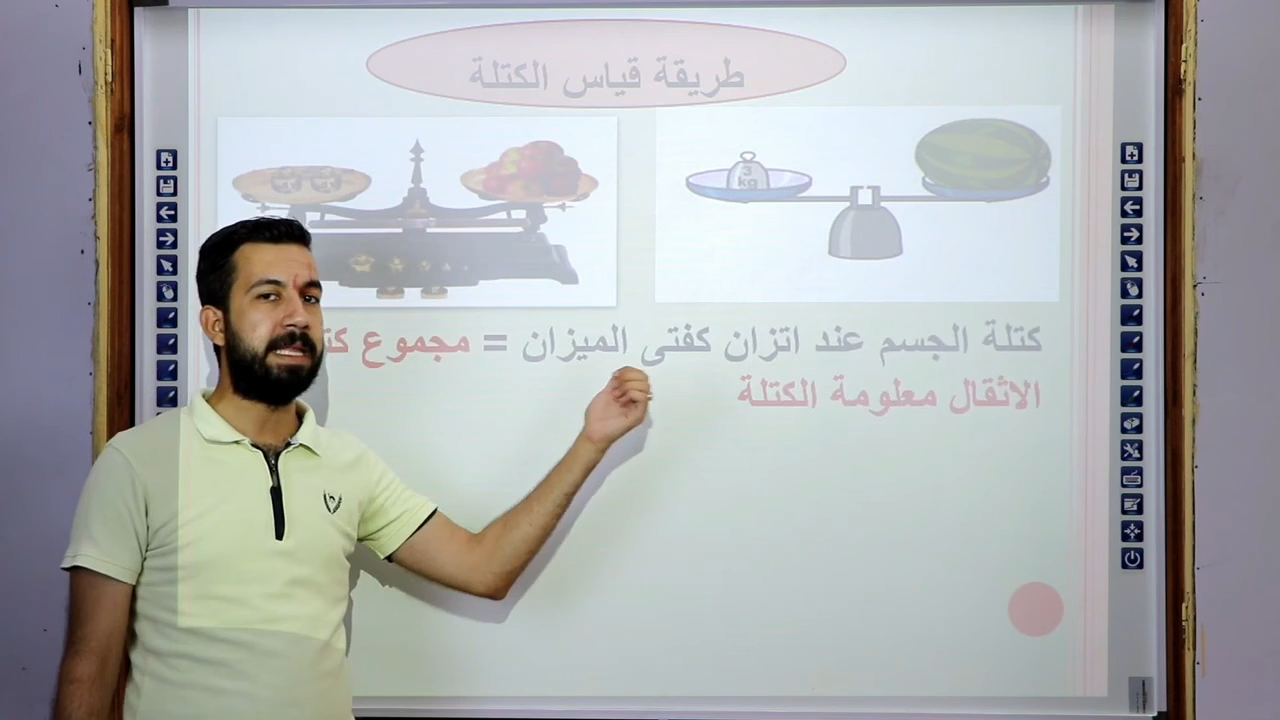 طريقة قياس الكتلة
3
kg
كتلة الجسم عند اتزان كفتى الميزان = مجموع
الاثقال معلومة الكتلة